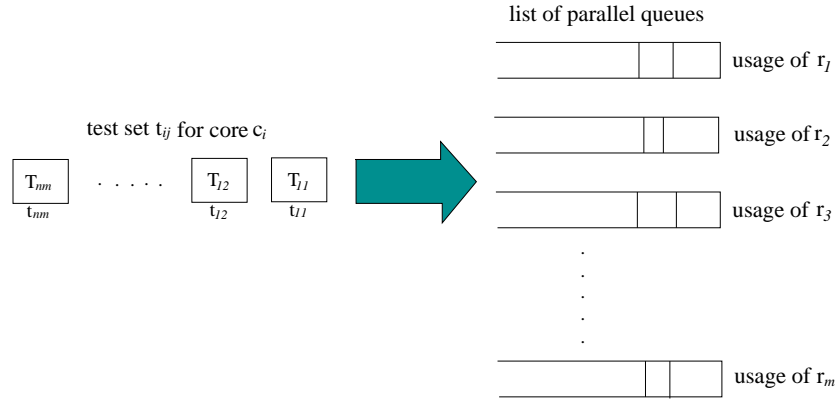 list of parallel queues
usage of r1
test set tij for core ci
usage of r2
Tnm . . . . . T12 T11
tnm t12 t11
usage of r3
usage of rm